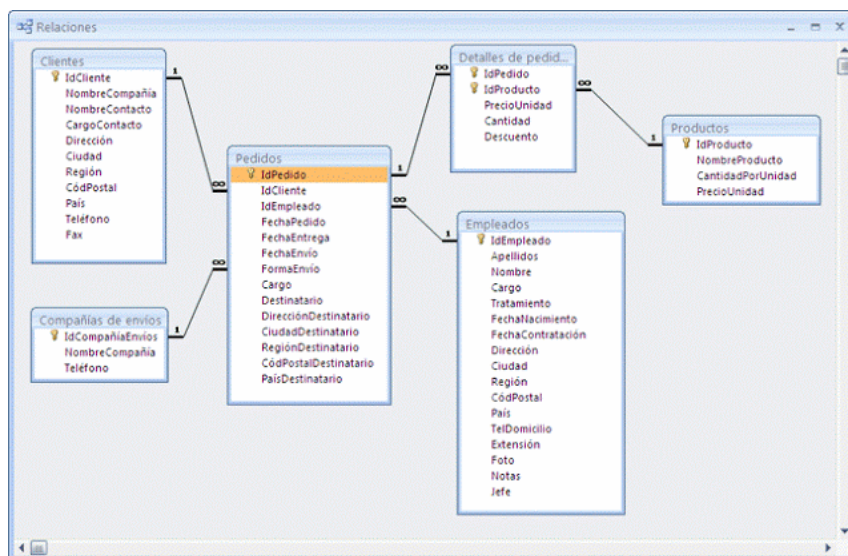 Relaciones
Clientes
IdCliente
NombreCompañía
NombreContacto
CargoContacto
Dirección
Ciudad
Región
CódPostal
País
Teléfono
Fax
Compañías de envíos
IdCompañíaEnvíos
NombreCompañía
Teléfono
Pedidos
IdPedido
IdCliente
IdEmpleado
FechaPedido
FechaEntrega
FechaEnvío
FormaEnvío
Cargo
Destinatario
DirecciónDestinatario
CiudadDestinatario
RegiónDestinatario
CódPostalDestinatario
PaísDestinatario
Detalles de pedid...
IdPedido
IdProducto
PrecioUnidad
Cantidad
Descuento
Empleados
IdEmpleado
Apellidos
Nombre
Cargo
Tratamiento
FechaNacimiento
FechaContratación
Dirección
Ciudad
Región
CódPostal
País
TelDomicilio
Extensión
Foto
Notas
Jefe
Productos
IdProducto
NombreProducto
CantidadPorUnidad
PrecioUnidad
1
∞
1
∞
1
∞
∞
1
∞
1